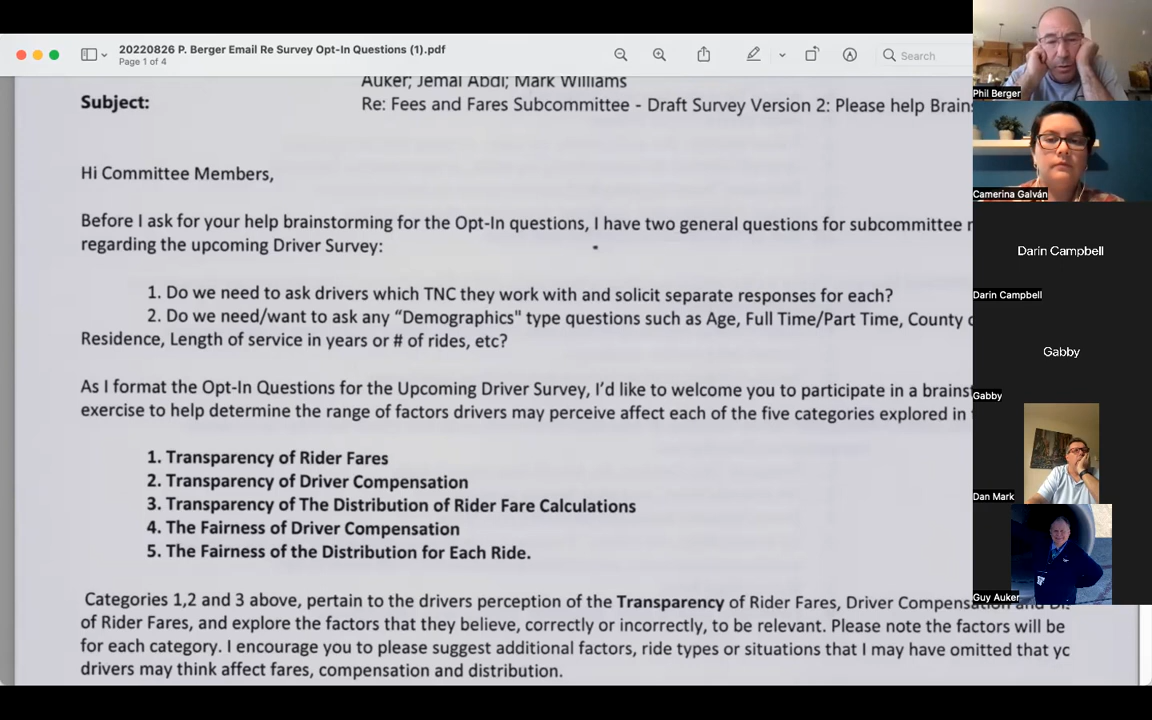 20220826 P. Berger Email Re Survey Opt-In Questions (1).pdf
Page 1 of 4
Search
Auker; Jemal Abdi; Mark Williams
Subject:
Re: Fees and Fares Subcommittee - Draft Survey Version 2: Please help
Hi Committee Members,
Before I ask for your help brainstorming for the Opt-In questions, I have two general questions for subcommittee
regarding the upcoming Driver Survey:
1. Do we need to ask drivers which TNC they work with and solicit separate responses for each?
2. Do we need/want to ask any “Demographics" type questions such as Age, Full Time/Part Time, County
Residence, Length of service in years or # of rides, etc?
As I format the Opt-In Questions for the Upcoming Driver Survey, I’d like to welcome you to participate in a
exercise to help determine the range of factors drivers may perceive affect each of the five categories explored in
1. Transparency of Rider Fares
2. Transparency of Driver Compensation
3. Transparency of The Distribution of Rider Fare Calculations
4. The Fairness of Driver Compensation
5. The Fairness of the Distribution for Each Ride.
Categories 1,2 and 3 above, pertain to the drivers perception of the Transparency of Rider Fares, Driver
of Rider Fares, and explore the factors that they believe, correctly or incorrectly, to be relevant. Please note the factors will be
for each category. I encourage you to please suggest additional factors, ride types or situations that I may have omitted that
drivers may think affect fares, compensation and distribution.
Phil Berger
Camerina Galván
Darin Campbell
Darin Campbell
Gabby
Gabby
Dan Mark
Guy Auker